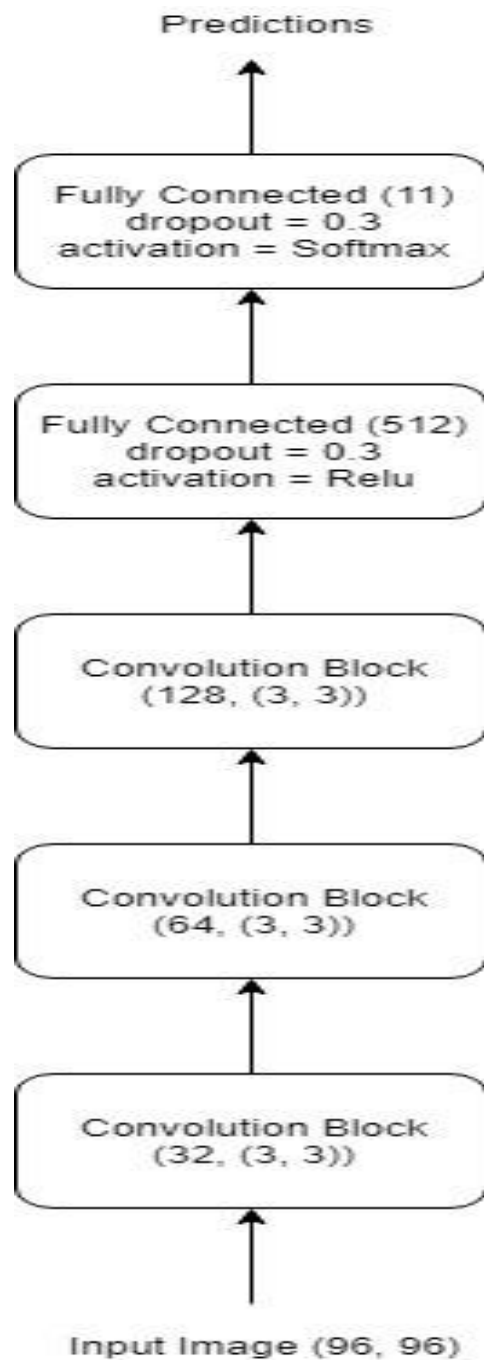 Predictions
Fully Connected (11)
dropout = 0.3
activation = Softmax
Fully Connected (512)
dropout = 0.3
activation = Relu
Convolution Block
(128, (3, 3))
Convolution Block
(64, (3, 3))
Convolution Block
(32, (3, 3))
Input Image (96, 96)